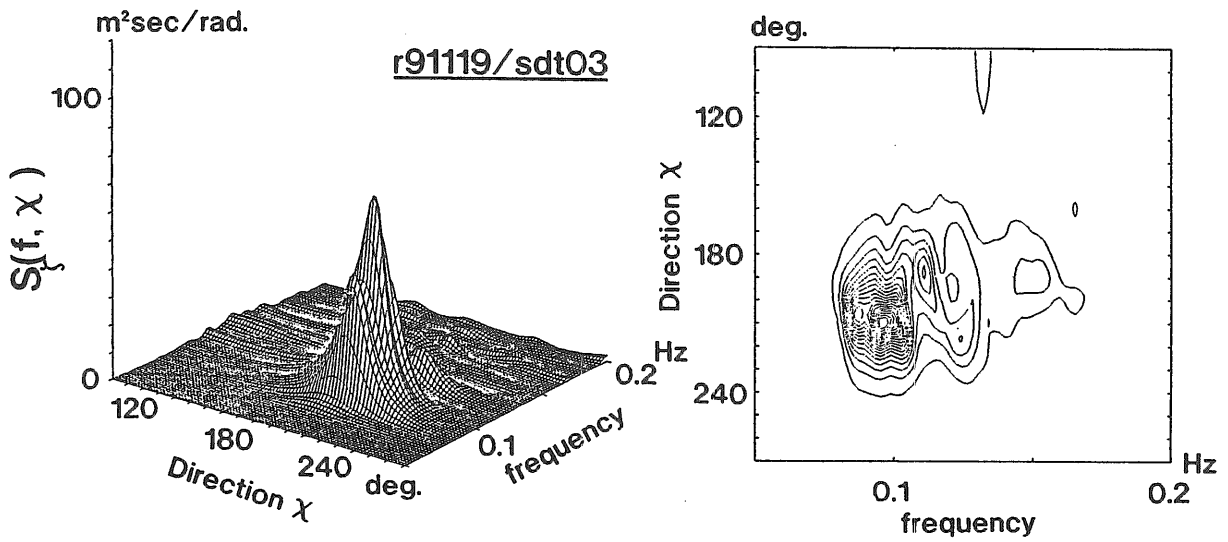 m²sec/rad.
r91119/sdt03
100
Sζ(f, χ)
0
120
180
240
deg.
Direction χ
0.1
0.2
Hz
frequency
deg.
120
180
240
Direction χ
0.1
0.2
Hz
frequency